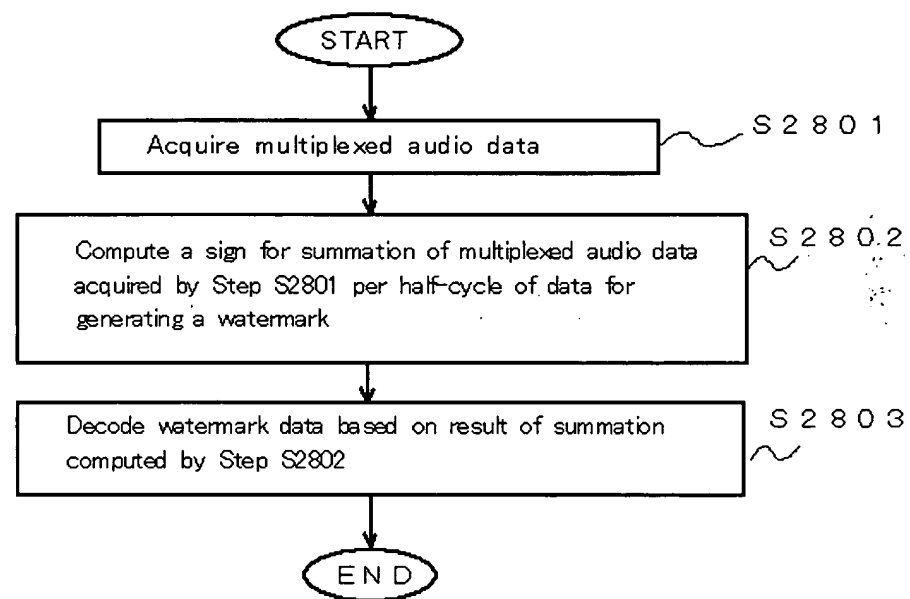 START
Acquire multiplexed audio data
S2801
Compute a sign for summation of multiplexed audio data
acquired by Step S2801 per half-cycle of data for
generating a watermark
S2802
Decode watermark data based on result of summation
computed by Step S2802
S2803
END